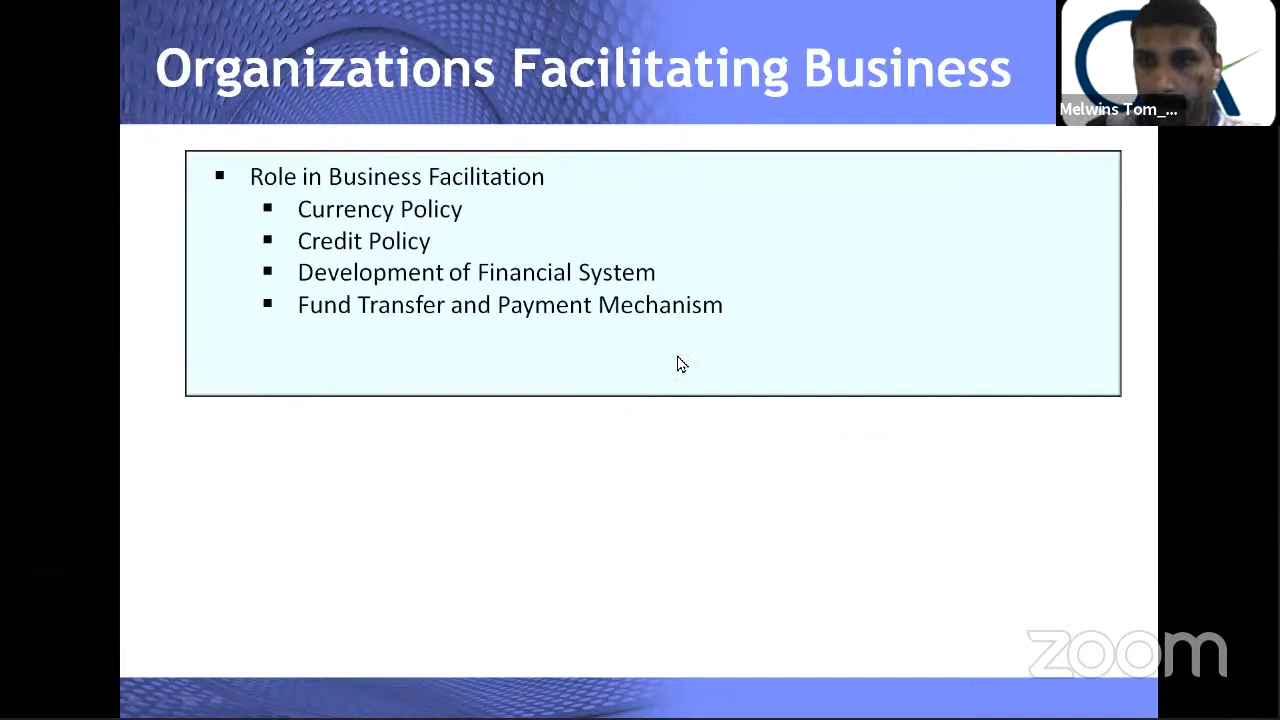 Organizations Facilitating Business
Melwins Tom_...
▪ Role in Business Facilitation
▪ Currency Policy
▪ Credit Policy
▪ Development of Financial System
▪ Fund Transfer and Payment Mechanism
zoom